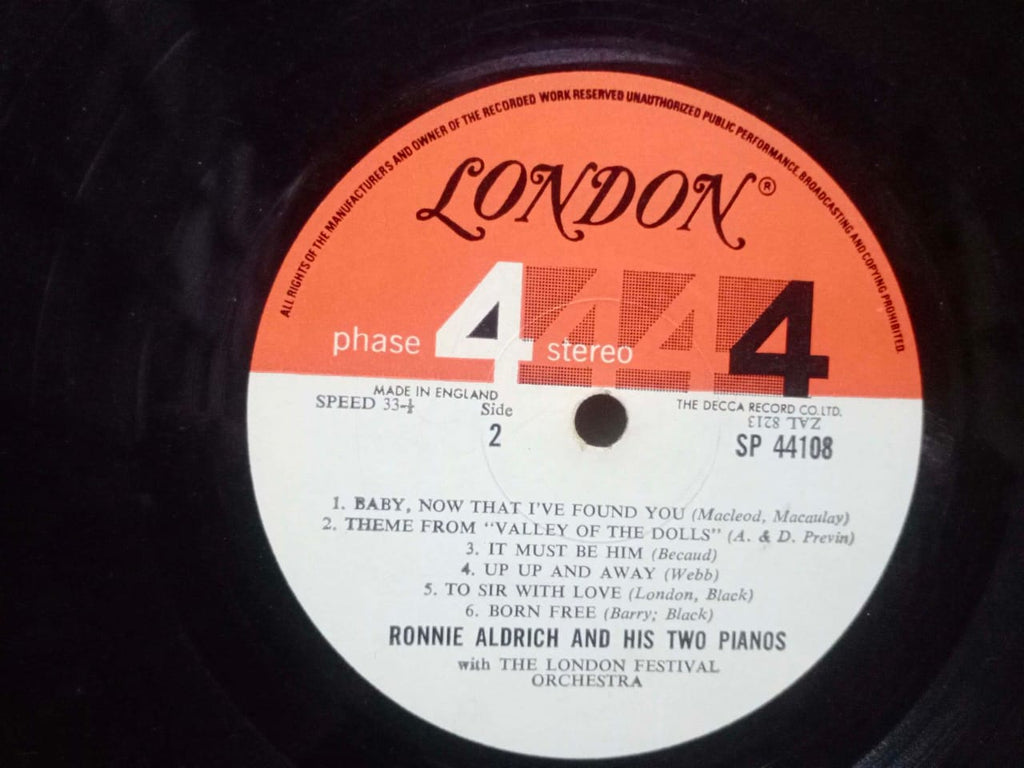 ALL RIGHTS OF THE MANUFACTURERS AND OWNER OF THE RECORDED WORK RESERVED UNAUTHORIZED PUBLIC PERFORMANCE, BROADCASTING AND COPYING PROHIBITED.
LONDON®
phase 4 stereo 4 4 4
MADE IN ENGLAND
SPEED 33-⅓
Side
2
THE DECCA RECORD CO. LTD.
ZAL 8213
SP 44108
1. BABY, NOW THAT I'VE FOUND YOU (Macleod, Macaulay)
2. THEME FROM "VALLEY OF THE DOLLS" (A. & D. Previn)
3. IT MUST BE HIM (Becaud)
4. UP UP AND AWAY (Webb)
5. TO SIR WITH LOVE (London, Black)
6. BORN FREE (Barry; Black)
RONNIE ALDRICH AND HIS TWO PIANOS
with THE LONDON FESTIVAL
ORCHESTRA